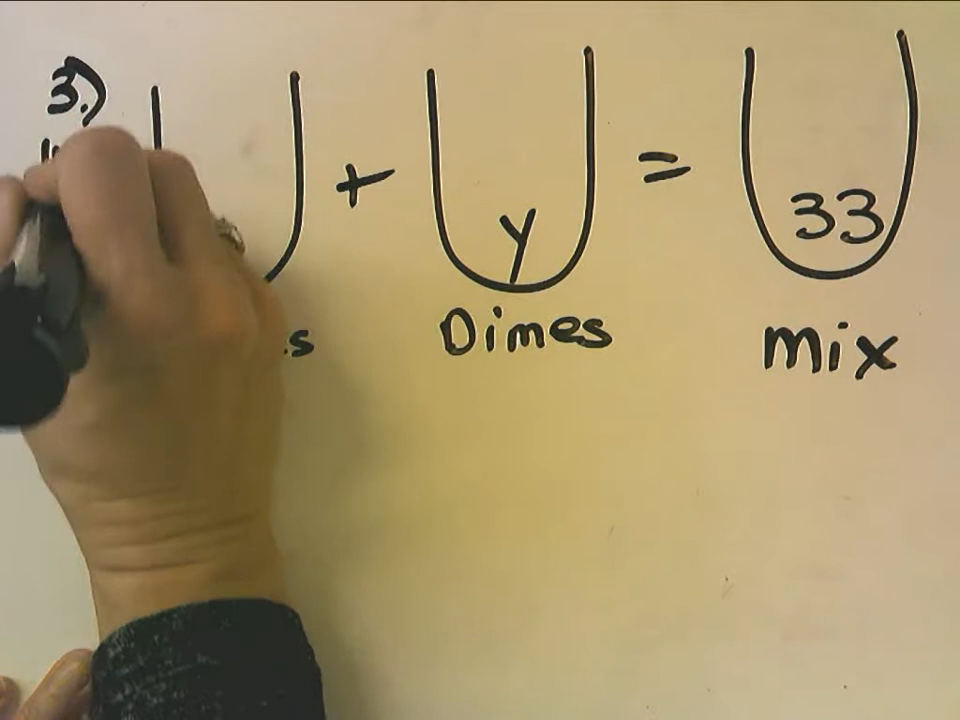 3.)
+ y = 33
Dimes mix